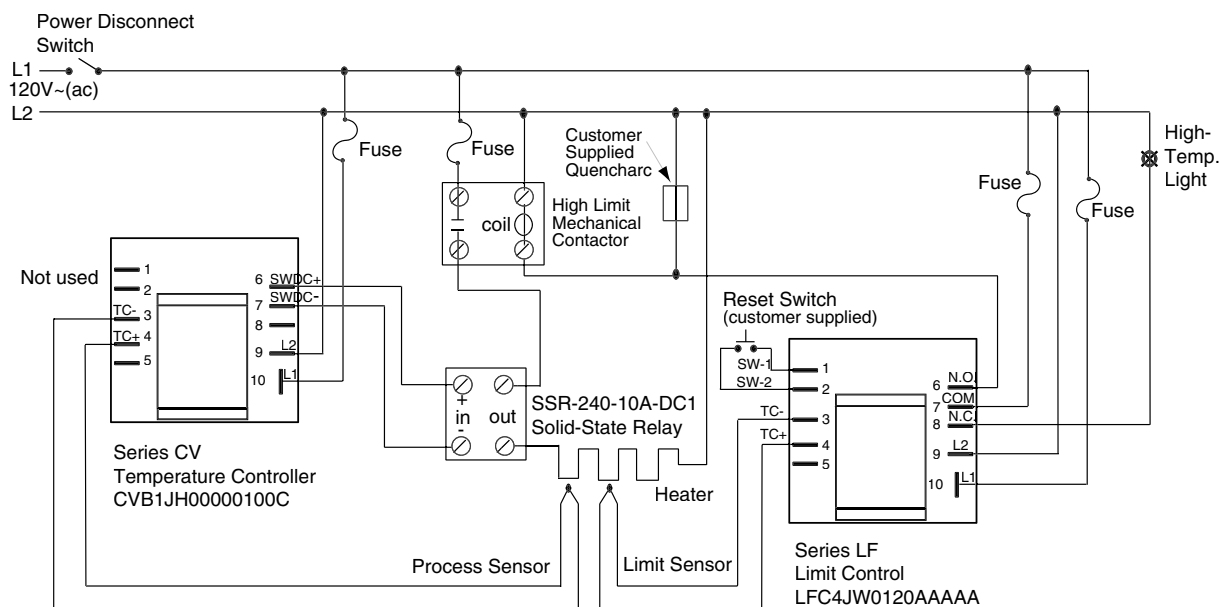 Power Disconnect
Switch
L1
120V~(ac)
L2
Fuse
Fuse
Customer
Supplied
Quencharc
High-
Temp.
Light
Fuse
Fuse
coil
High Limit
Mechanical
Contactor
Not used
1
2
TC- 3
TC+ 4
5
6 SWDC+
7 SWDC-
8
9 L2
10 L1
Reset Switch
(customer supplied)
SW-1 1
SW-2 2
TC- 3
TC+ 4
5
6 N.O.
7 COM
8 N.C.
9 L2
10 L1
+
in
-
out
SSR-240-10A-DC1
Solid-State Relay
Heater
Series CV
Temperature Controller
CVB1JH00000100C
Process Sensor
Limit Sensor
Series LF
Limit Control
LFC4JW0120AAAAA